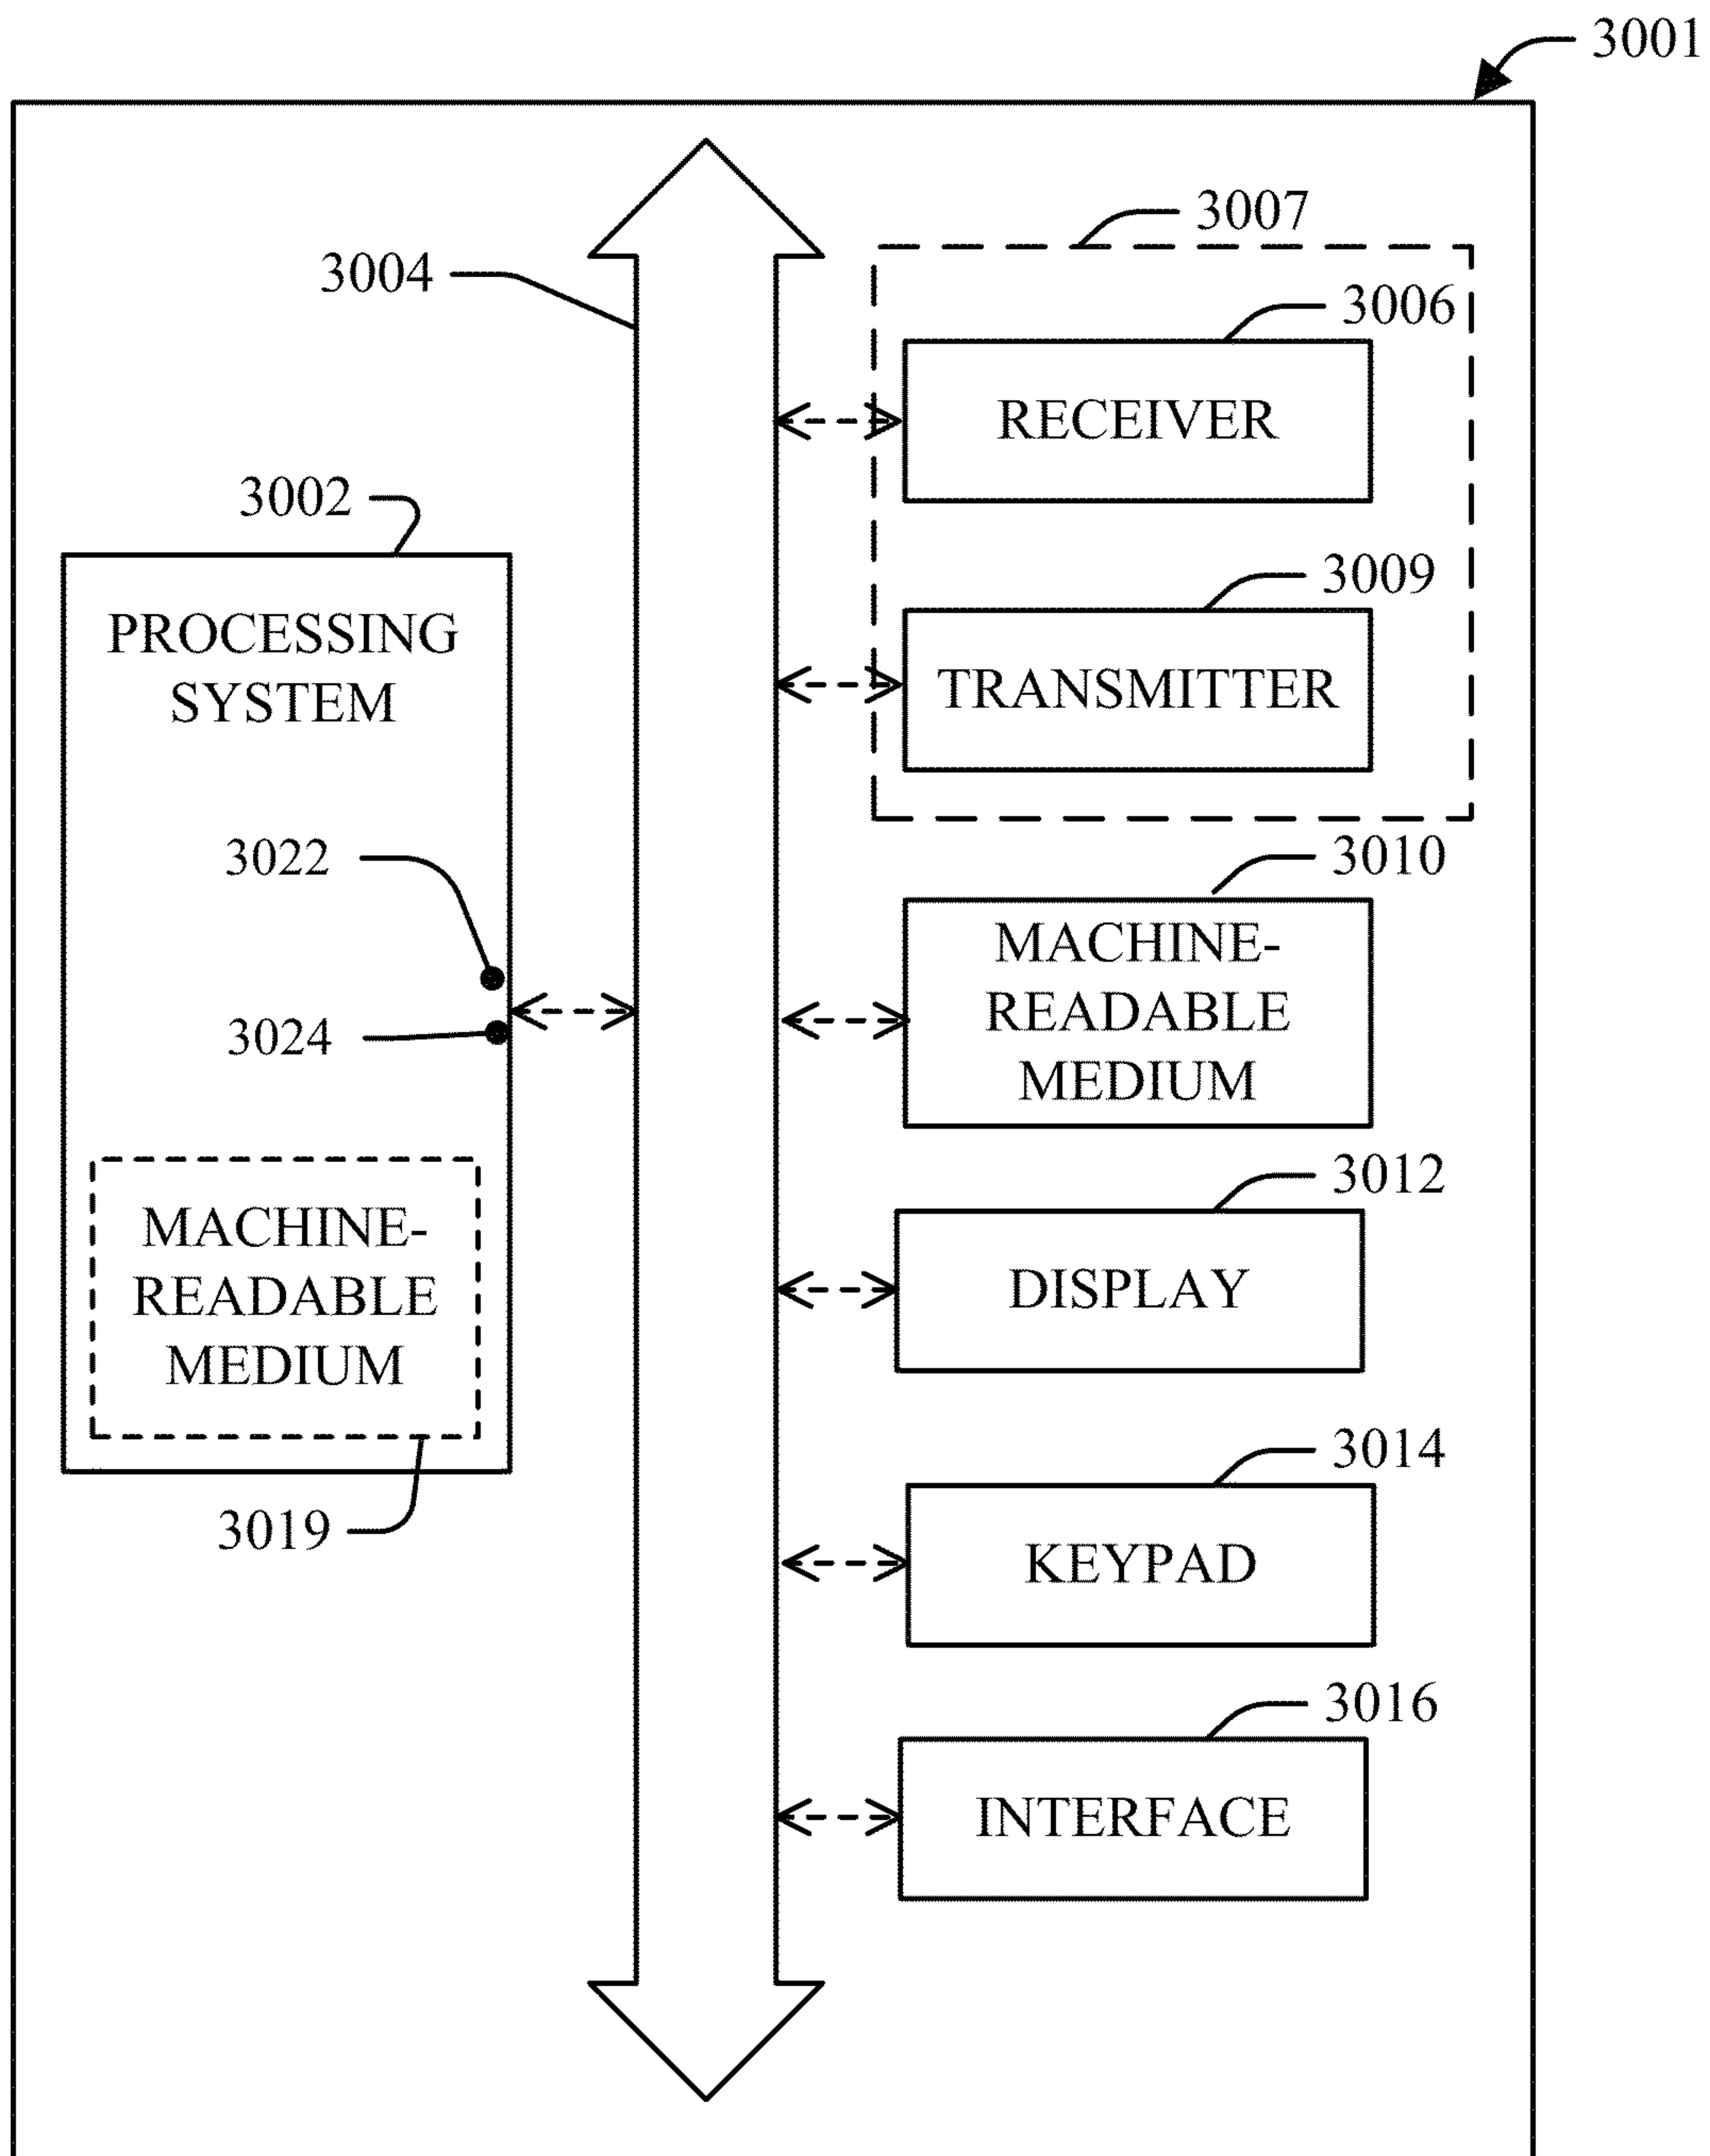 3001
3007
3004
3006
RECEIVER
3002
3009
PROCESSING
SYSTEM
TRANSMITTER
3022
3010
MACHINE-
READABLE
MEDIUM
3024
3012
MACHINE-
READABLE
MEDIUM
DISPLAY
3014
3019
KEYPAD
3016
INTERFACE